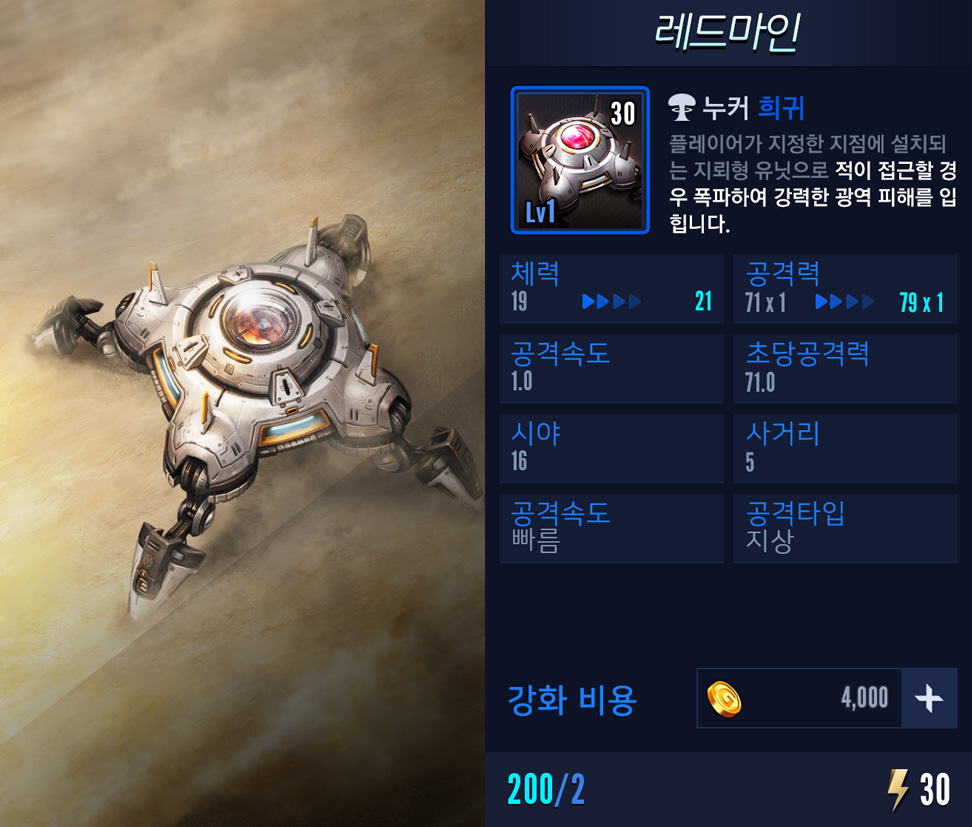 레드마인
30
Lv1
누커 희귀
플레이어가 지정한 지점에 설치되
는 지뢰형 유닛으로 적이 접근할 경
우 폭파하여 강력한 광역 피해를 입
힙니다.
체력
19 21
공격력
71 x 1 79 x 1
공격속도
1.0
초당공격력
71.0
시야
16
사거리
5
공격속도
빠름
공격타입
지상
강화 비용 4,000
200/2 30